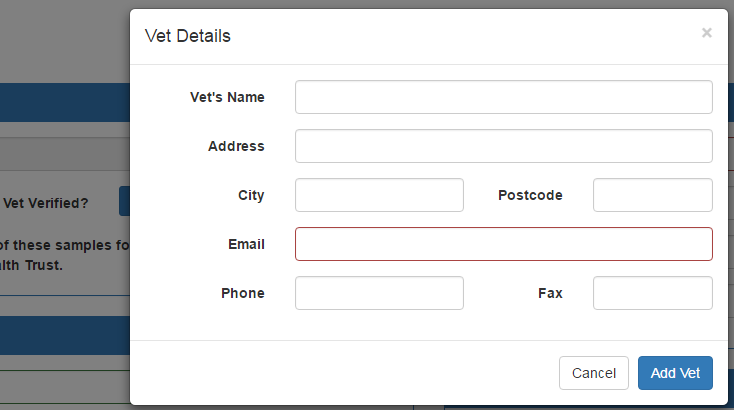 Vet Details ×
Vet's Name
Address
City Postcode
Vet Verified?
Email
of these samples fo
lth Trust.
Phone Fax
Cancel Add Vet